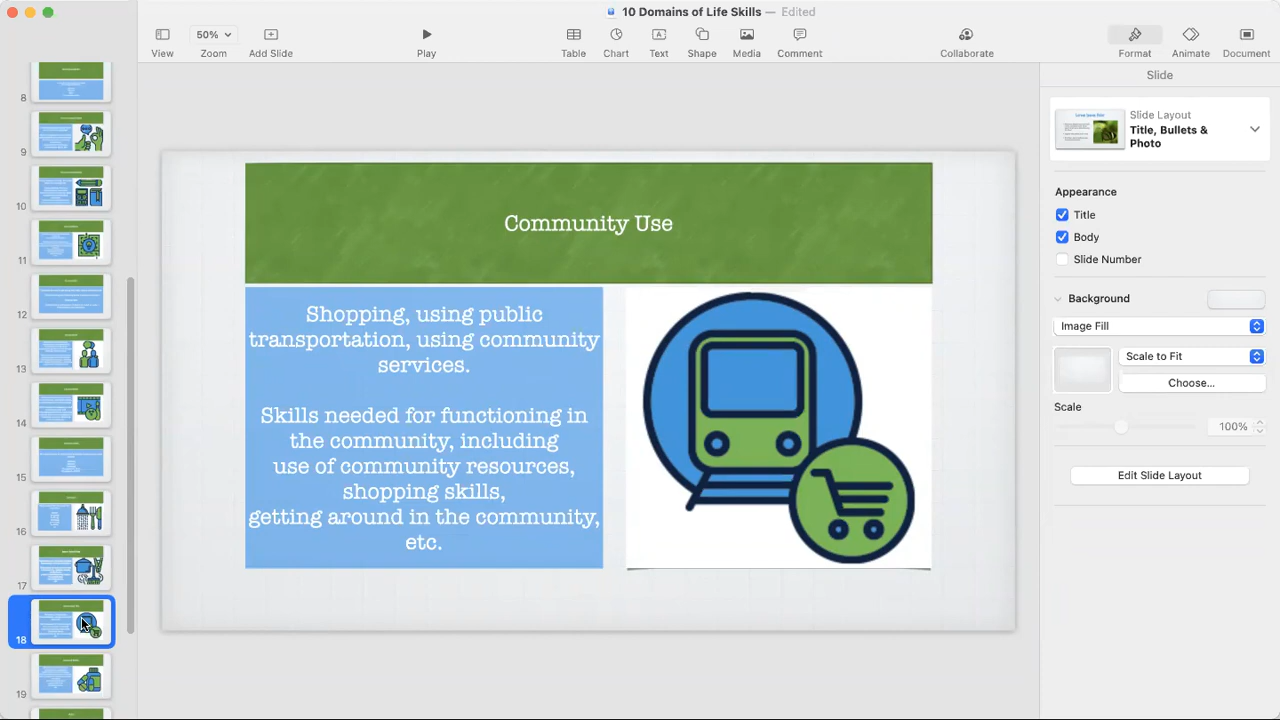 10 Domains of Life Skills — Edited
50%
View
Zoom
Add Slide
Play
Table
Chart
Text
Shape
Media
Comment
Collaborate
Format
Animate
Document
8
9
10
11
12
13
14
15
16
17
18
19
Community Use
Shopping, using public
transportation, using community
services.
Skills needed for functioning in
the community, including
use of community resources,
shopping skills,
getting around in the community,
etc.
Slide
Slide Layout
Title, Bullets &
Photo
Appearance
Title
Body
Slide Number
Background
Image Fill
Scale to Fit
Choose...
Scale
100%
Edit Slide Layout